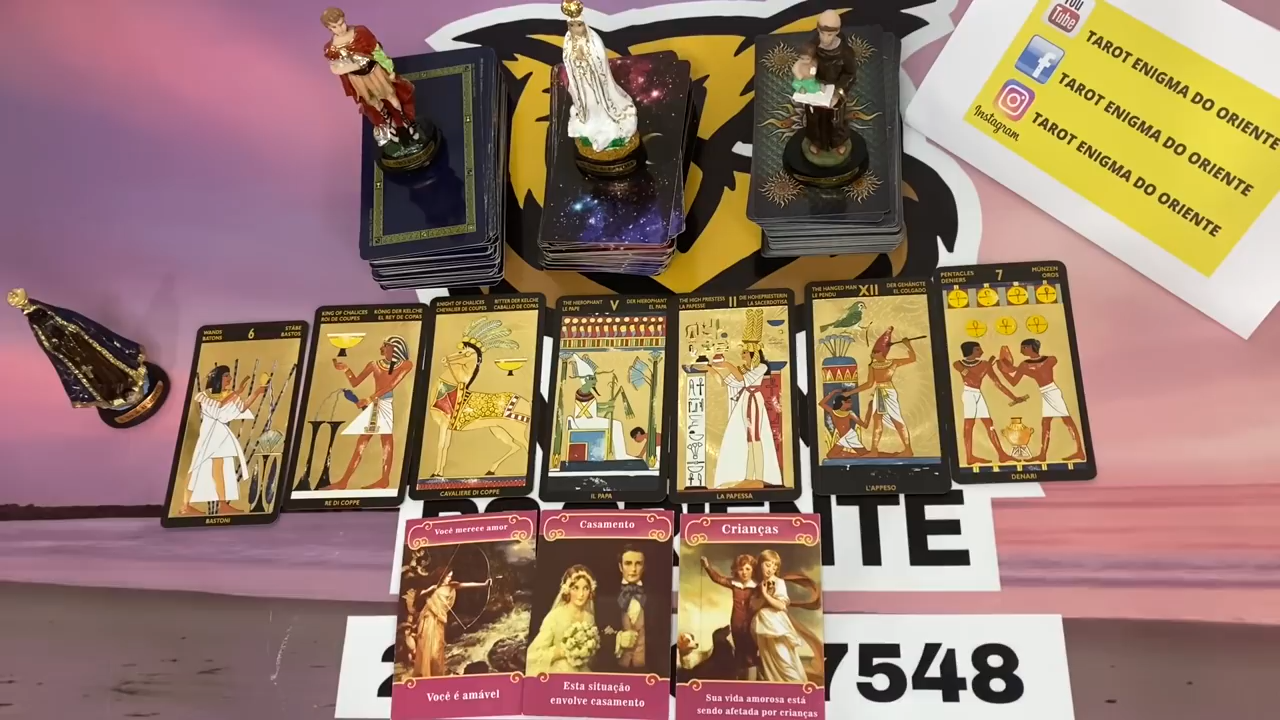 You
Tube
TAROT ENIGMA DO ORIENTE
TAROT ENIGMA DO ORIENTE
Instagram
TAROT ENIGMA DO ORIENTE
WANDS 6 STÄBE
BATONS BASTOS
BASTONI
KING OF CHALICES KÖNIG DER KELCHE
ROI DE COUPES EL REY DE COPAS
RE DI COPPE
KNIGHT OF CHALICES RITTER DER KELCHE
CHEVALIER DE COUPES CABALLO DE COPAS
CAVALIERE DI COPPE
THE HIEROPHANT V DER HIEROPHANT
LE PAPE EL PAPA
IL PAPA
THE HIGH PRIESTESS II DIE HOHEPRIESTERIN
LA PAPESSE LA SACERDOTISA
LA PAPESSA
THE HANGED MAN XII DER GEHÄNGTE
LE PENDU EL COLGADO
L'APPESO
PENTACLES 7 MÜNZEN
DENIERS OROS
DENARI
Você merece amor
Você é amável
Casamento
Esta situação
envolve casamento
Crianças
Sua vida amorosa está
sendo afetada por crianças
7548